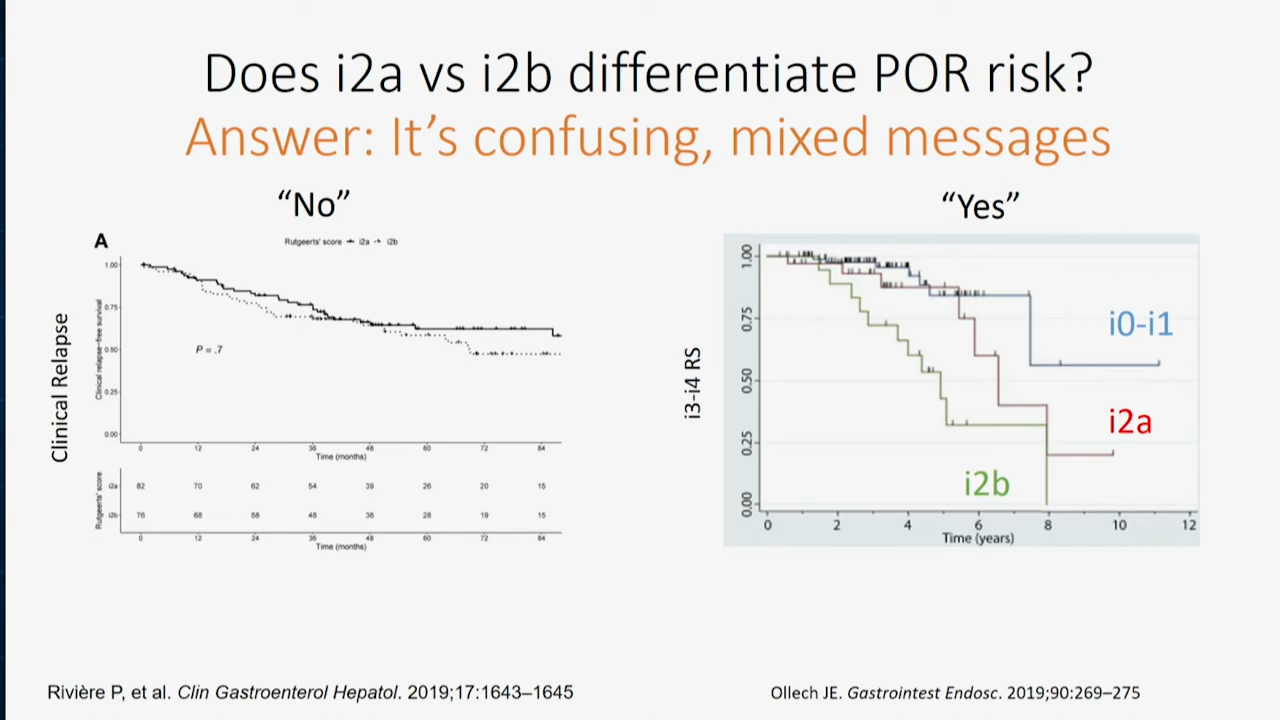 Does i2a vs i2b differentiate POR risk?
Answer: It’s confusing, mixed messages
“No”
A
Rutgeerts' score i2a i2b
Clinical Relapse
Clinical relapse−free survival
1.00
0.75
0.50
0.25
0.00
P = .7
0 12 24 36 48 60 72 84
Time (months)
Rutgeerts' score
i2a 82 70 62 54 39 26 20 15
i2b 76 68 58 48 36 28 19 15
0 12 24 36 48 60 72 84
Time (months)
“Yes”
i3-i4 RS
1.00
0.75
0.50
0.25
0.00
i0-i1
i2a
i2b
0 2 4 6 8 10 12
Time (years)
Rivière P, et al. Clin Gastroenterol Hepatol. 2019;17:1643–1645
Ollech JE. Gastrointest Endosc. 2019;90:269–275